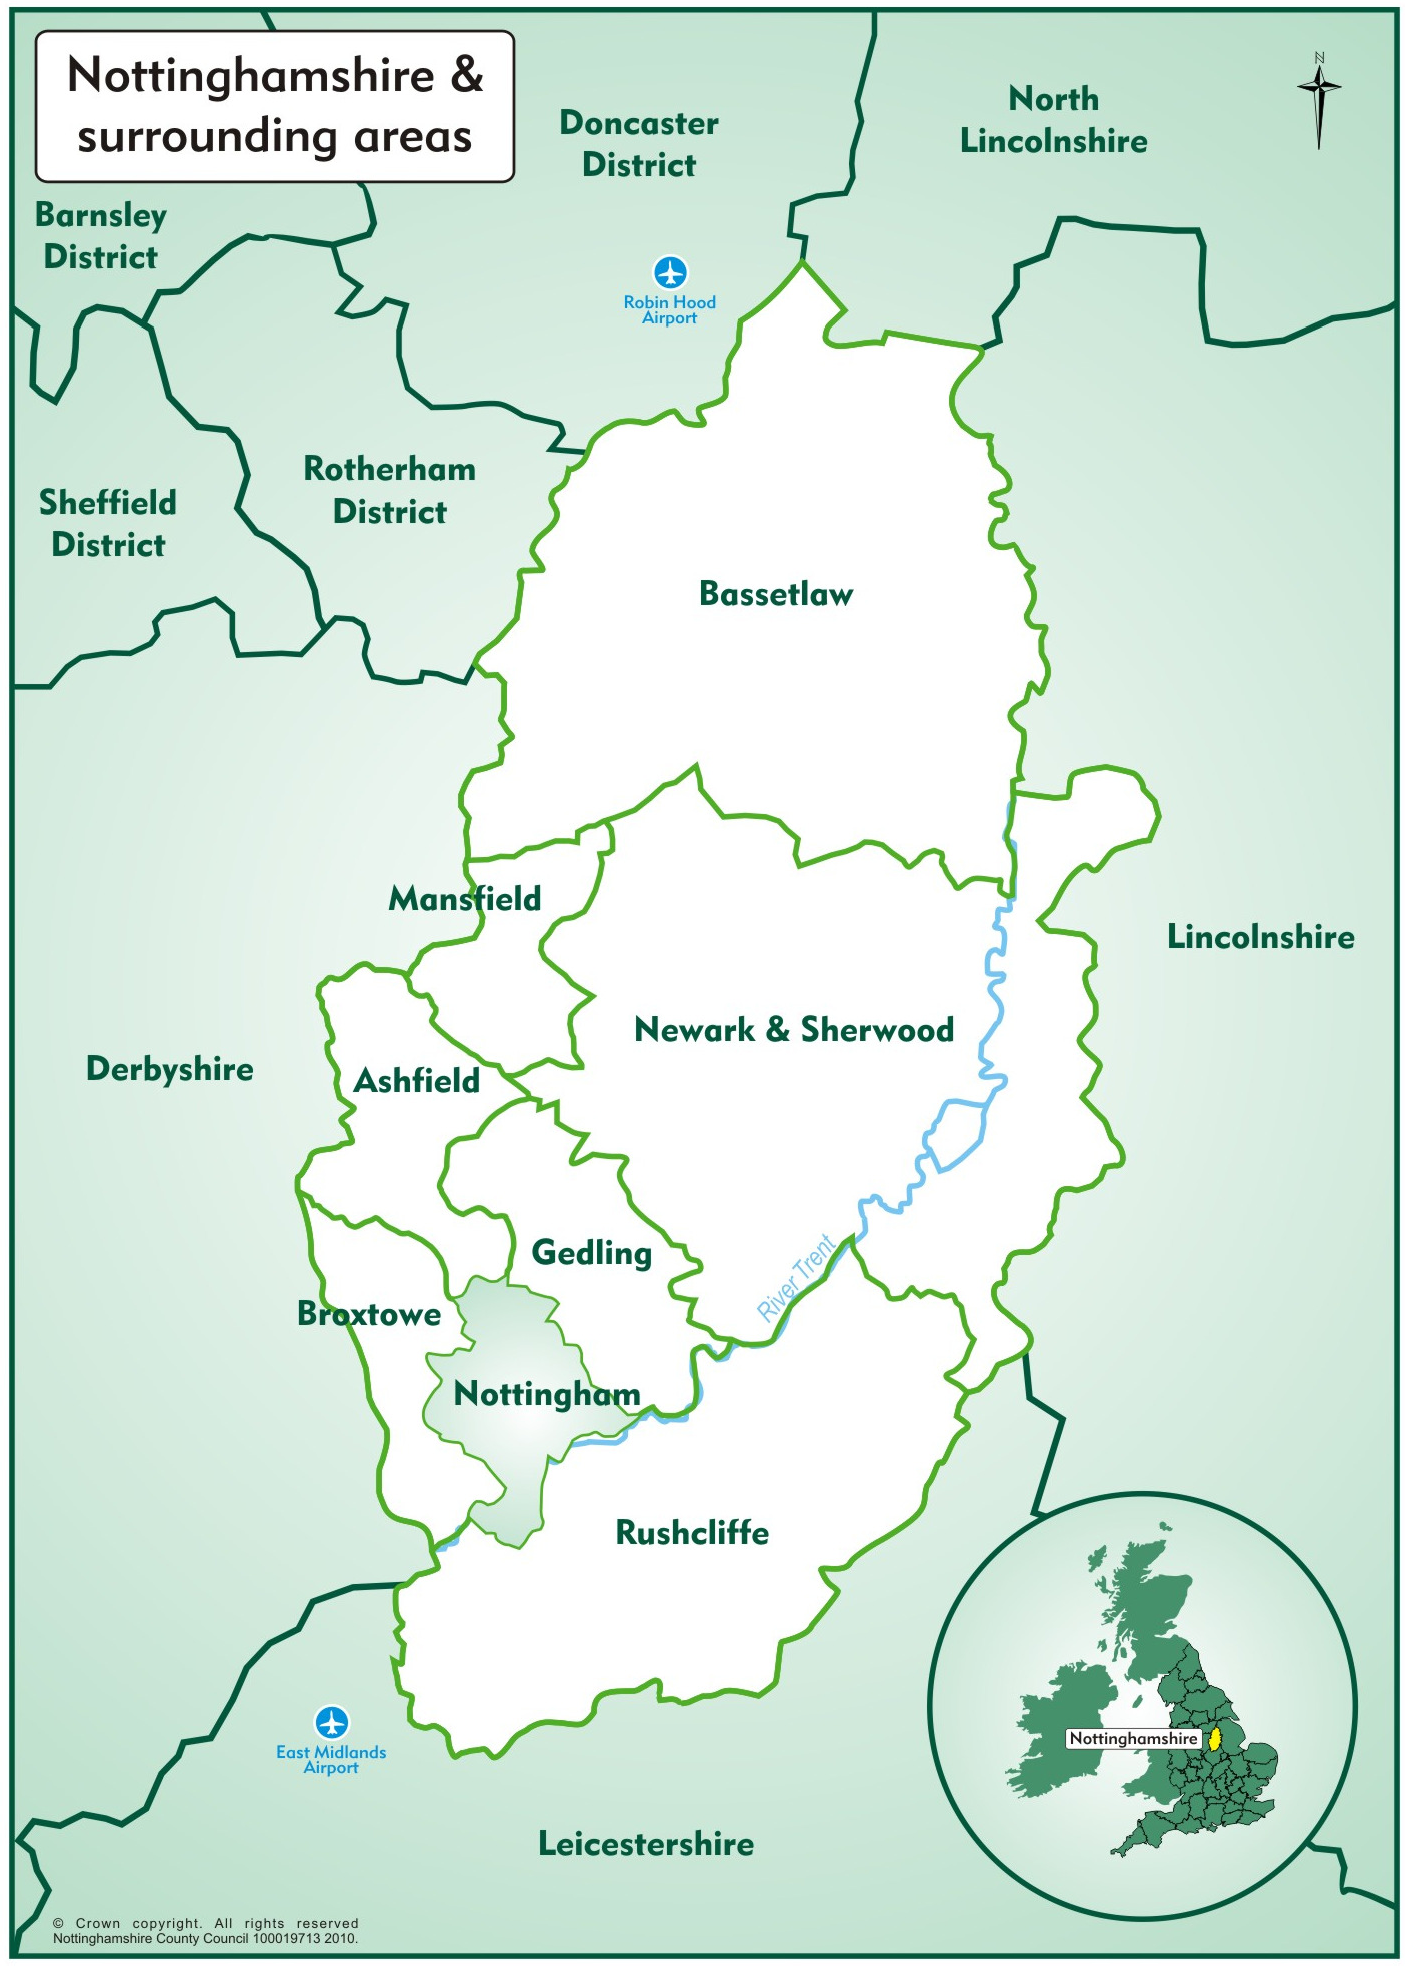 Nottinghamshire &
surrounding areas
N
North
Lincolnshire
Doncaster
District
Barnsley
District
Robin Hood
Airport
Rotherham
District
Sheffield
District
Bassetlaw
Mansfield
Lincolnshire
Newark & Sherwood
Derbyshire
Ashfield
Gedling
River Trent
Broxtowe
Nottingham
Rushcliffe
Nottinghamshire
East Midlands
Airport
Leicestershire
© Crown copyright. All rights reserved
Nottinghamshire County Council 100019713 2010.